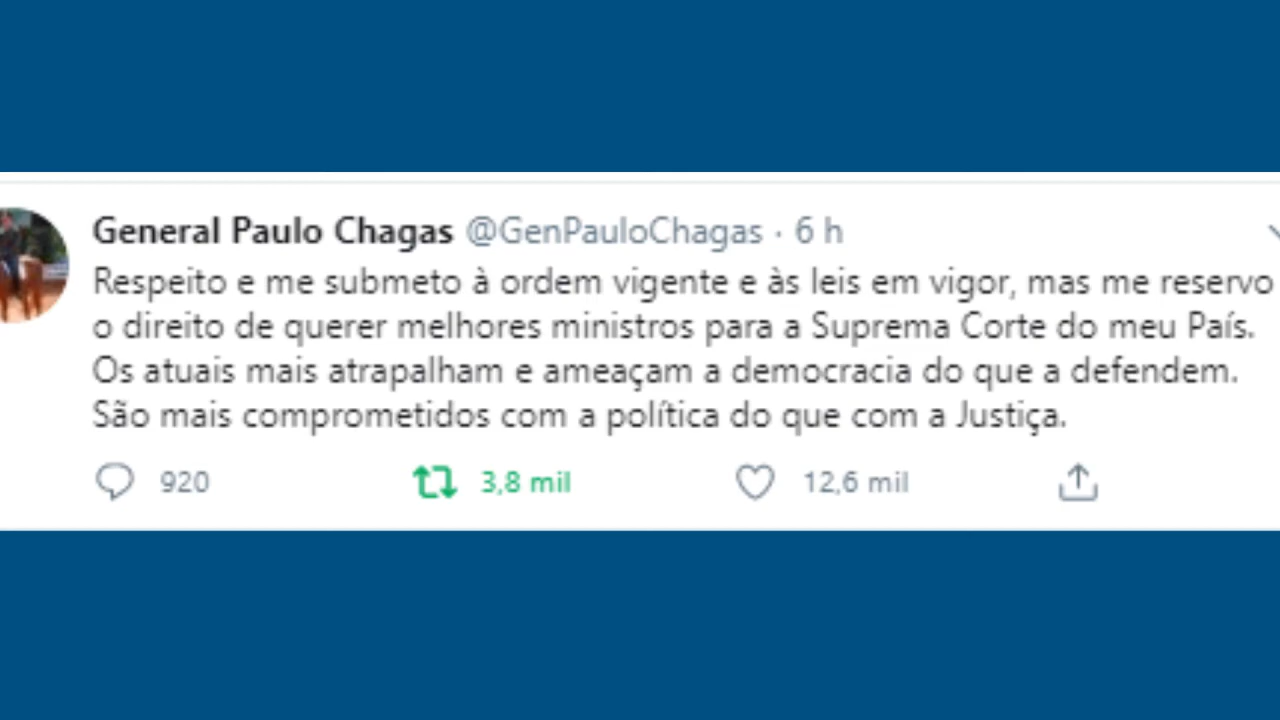 General Paulo Chagas @GenPauloChagas · 6 h
Respeito e me submeto à ordem vigente e às leis em vigor, mas me reservo
o direito de querer melhores ministros para a Suprema Corte do meu País.
Os atuais mais atrapalham e ameaçam a democracia do que a defendem.
São mais comprometidos com a política do que com a Justiça.
920 3,8 mil 12,6 mil